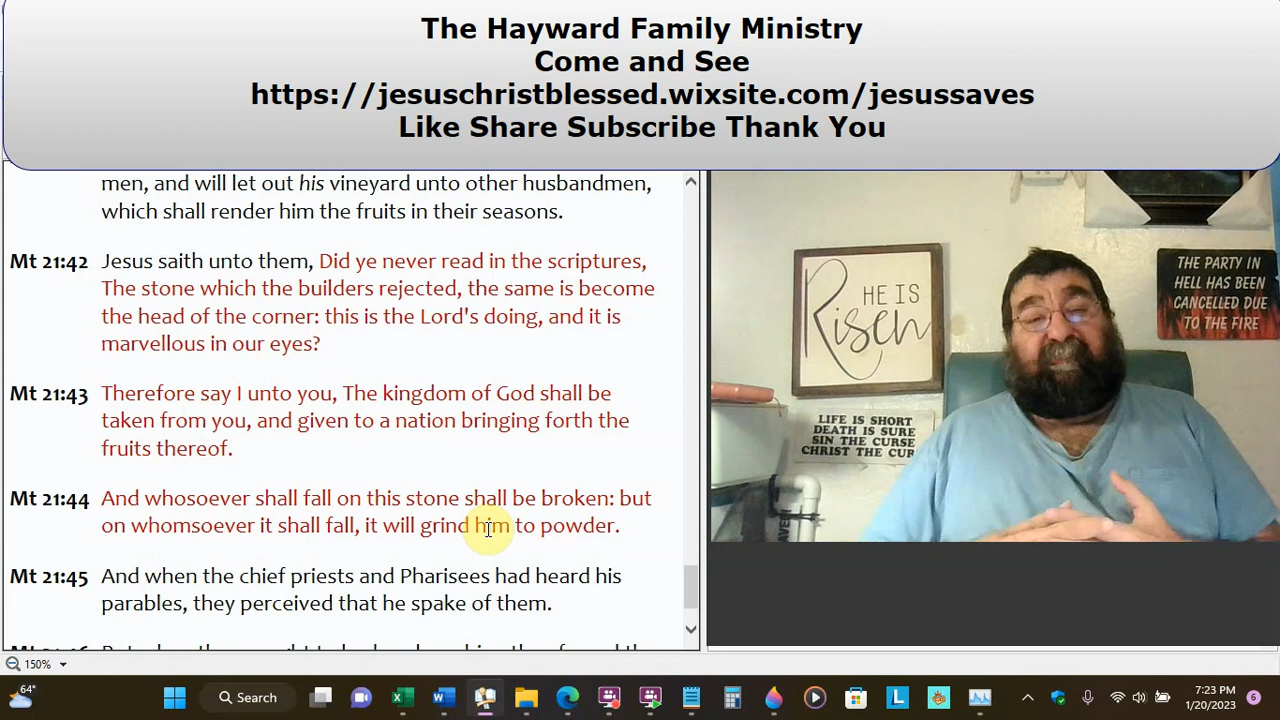 The Hayward Family Ministry
Come and See
https://jesuschristblessed.wixsite.com/jesussaves
Like Share Subscribe Thank You
men, and will let out his vineyard unto other husbandmen,
which shall render him the fruits in their seasons.
Mt 21:42 Jesus saith unto them, Did ye never read in the scriptures,
The stone which the builders rejected, the same is become
the head of the corner: this is the Lord's doing, and it is
marvellous in our eyes?
Mt 21:43 Therefore say I unto you, The kingdom of God shall be
taken from you, and given to a nation bringing forth the
fruits thereof.
Mt 21:44 And whosoever shall fall on this stone shall be broken: but
on whomsoever it shall fall, it will grind him to powder.
Mt 21:45 And when the chief priests and Pharisees had heard his
parables, they perceived that he spake of them.
150%
HE IS
Risen
THE PARTY IN
HELL HAS BEEN
CANCELLED DUE
TO THE FIRE
LIFE IS SHORT
DEATH IS SURE
SIN THE CURSE
CHRIST THE CUR
64°
Search
7:23 PM
1/20/2023
6